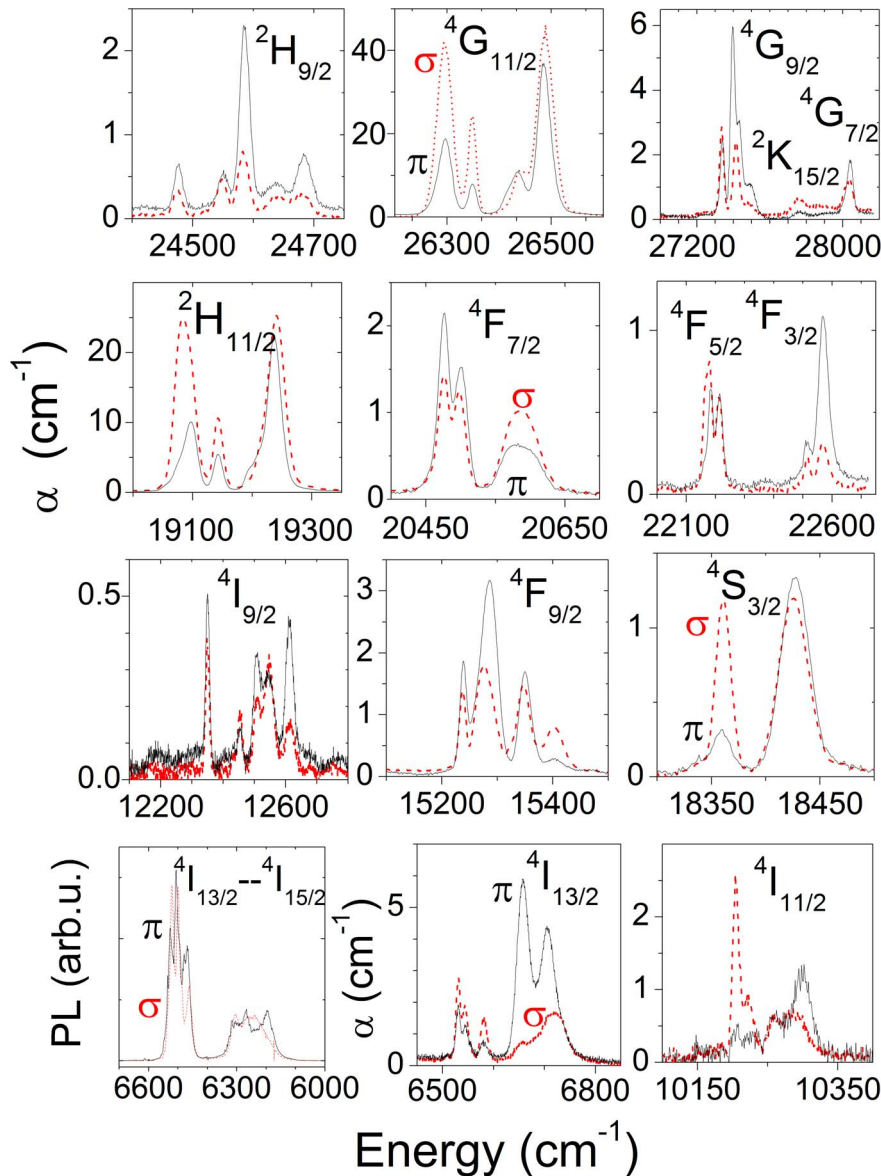 ²H₉/₂
2
1
0
24500 24700
⁴G₁₁/₂
σ
π
40
20
0
26300 26500
⁴G₉/₂
⁴G₇/₂
²K₁₅/₂
6
4
2
0
27200 28000
²H₁₁/₂
20
10
0
19100 19300
⁴F₇/₂
σ
π
2
1
0
20450 20650
⁴F₅/₂
⁴F₃/₂
1
0
22100 22600
α (cm⁻¹)
⁴I₉/₂
0.5
0.0
12200 12600
⁴F₉/₂
3
2
1
0
15200 15400
⁴S₃/₂
σ
π
1
0
18350 18450
PL (arb.u.)
⁴I₁₃/₂ --⁴I₁₅/₂
π
σ
6600 6300 6000
α (cm⁻¹)
⁴I₁₃/₂
π
σ
5
0
6500 6800
⁴I₁₁/₂
2
1
0
10150 10350
Energy (cm⁻¹)